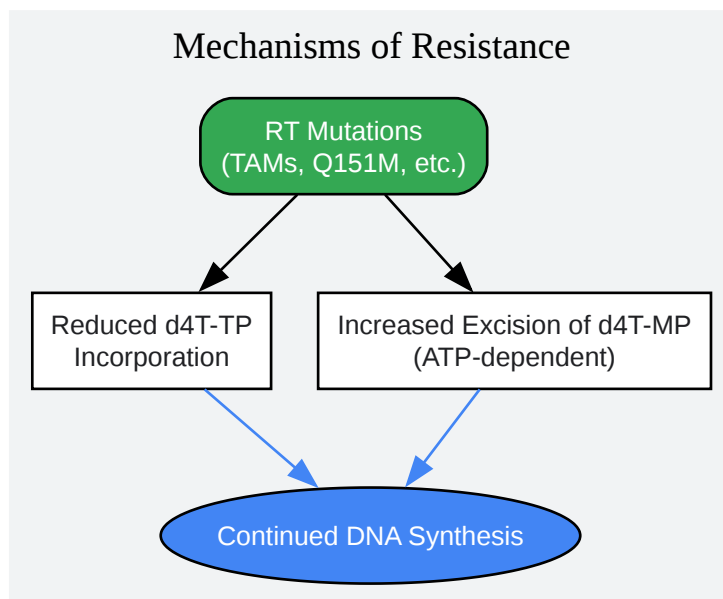 Mechanisms of Resistance
RT Mutations
(TAMs, Q151M, etc.)
Reduced d4T-TP
Incorporation
Increased Excision of d4T-MP
(ATP-dependent)
Continued DNA Synthesis